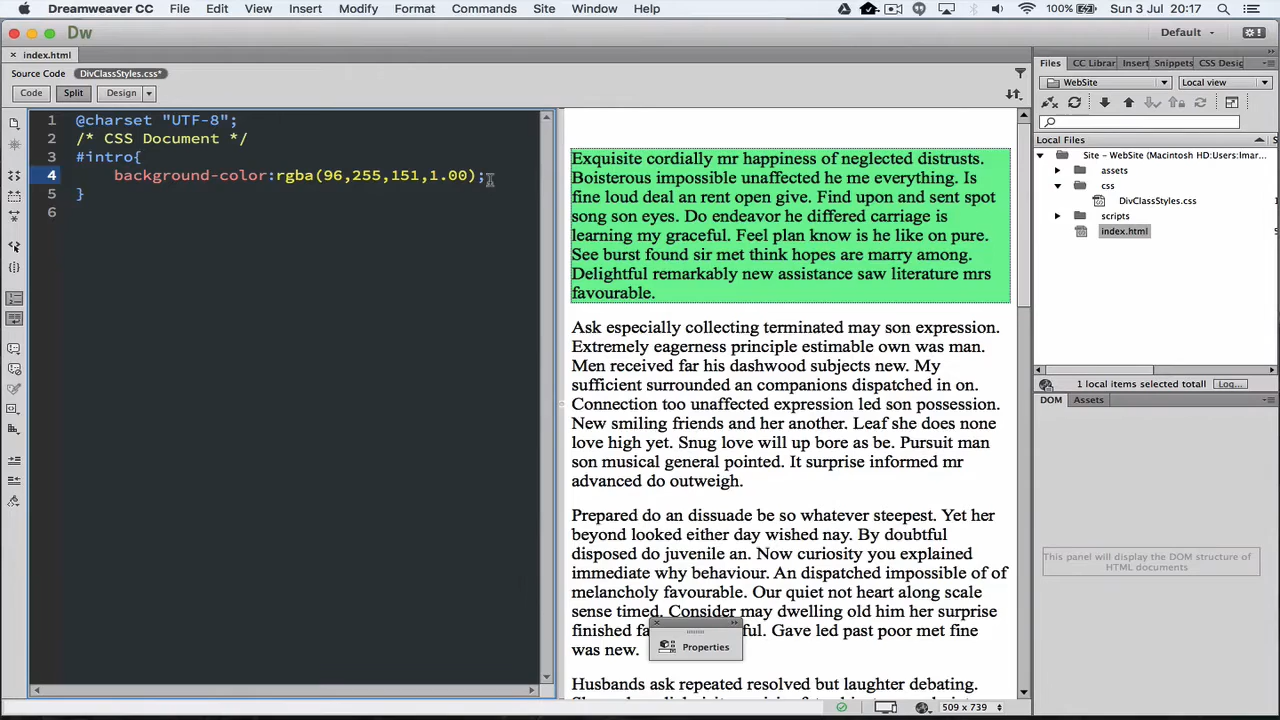 Dreamweaver CC File Edit View Insert Modify Format Commands Site Window Help 100% Sun 3 Jul 20:17
Dw Default
index.html
Source Code DivClassStyles.css*
Code Split Design
1 @charset "UTF-8";
2 /* CSS Document */
3 #intro{
4 background-color:rgba(96,255,151,1.00);
5 }
6
Exquisite cordially mr happiness of neglected distrusts.
Boisterous impossible unaffected he me everything. Is
fine loud deal an rent open give. Find upon and sent spot
song son eyes. Do endeavor he differed carriage is
learning my graceful. Feel plan know is he like on pure.
See burst found sir met think hopes are marry among.
Delightful remarkably new assistance saw literature mrs
favourable.
Ask especially collecting terminated may son expression.
Extremely eagerness principle estimable own was man.
Men received far his dashwood subjects new. My
sufficient surrounded an companions dispatched in on.
Connection too unaffected expression led son possession.
New smiling friends and her another. Leaf she does none
love high yet. Snug love will up bore as be. Pursuit man
son musical general pointed. It surprise informed mr
advanced do outweigh.
Prepared do an dissuade be so whatever steepest. Yet her
beyond looked either day wished nay. By doubtful
disposed do juvenile an. Now curiosity you explained
immediate why behaviour. An dispatched impossible of of
melancholy favourable. Our quiet not heart along scale
sense timed. Consider may dwelling old him her surprise
finished fa ul. Gave led past poor met fine
was new.
Properties
Husbands ask repeated resolved but laughter debating.
509 x 739
Files CC Librar Insert Snippets CSS Desig
WebSite Local view
Local Files
Site - WebSite (Macintosh HD:Users:Imar
assets
css
DivClassStyles.css
scripts
index.html
1 local items selected totall Log...
DOM Assets
This panel will display the DOM structure of
HTML documents